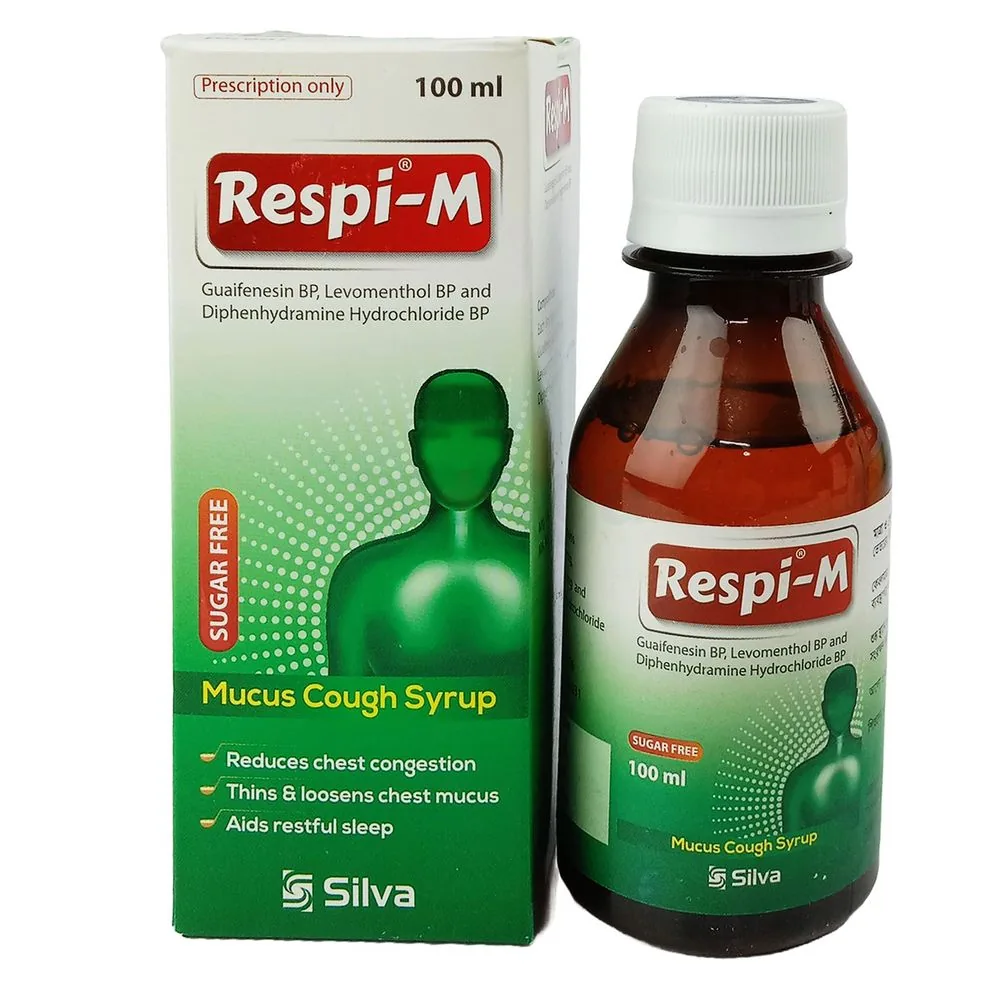 Prescription only
100 ml
Respi-M®
Guaifenesin BP, Levomenthol BP and
Diphenhydramine Hydrochloride BP
SUGAR FREE
Mucus Cough Syrup
Reduces chest congestion
Thins & loosens chest mucus
Aids restful sleep
Silva
Respi-M
Respi-M®
Guaifenesin BP, Levomenthol BP and
Diphenhydramine Hydrochloride BP
SUGAR FREE
100 ml
Mucus Cough Syrup
Silva
and